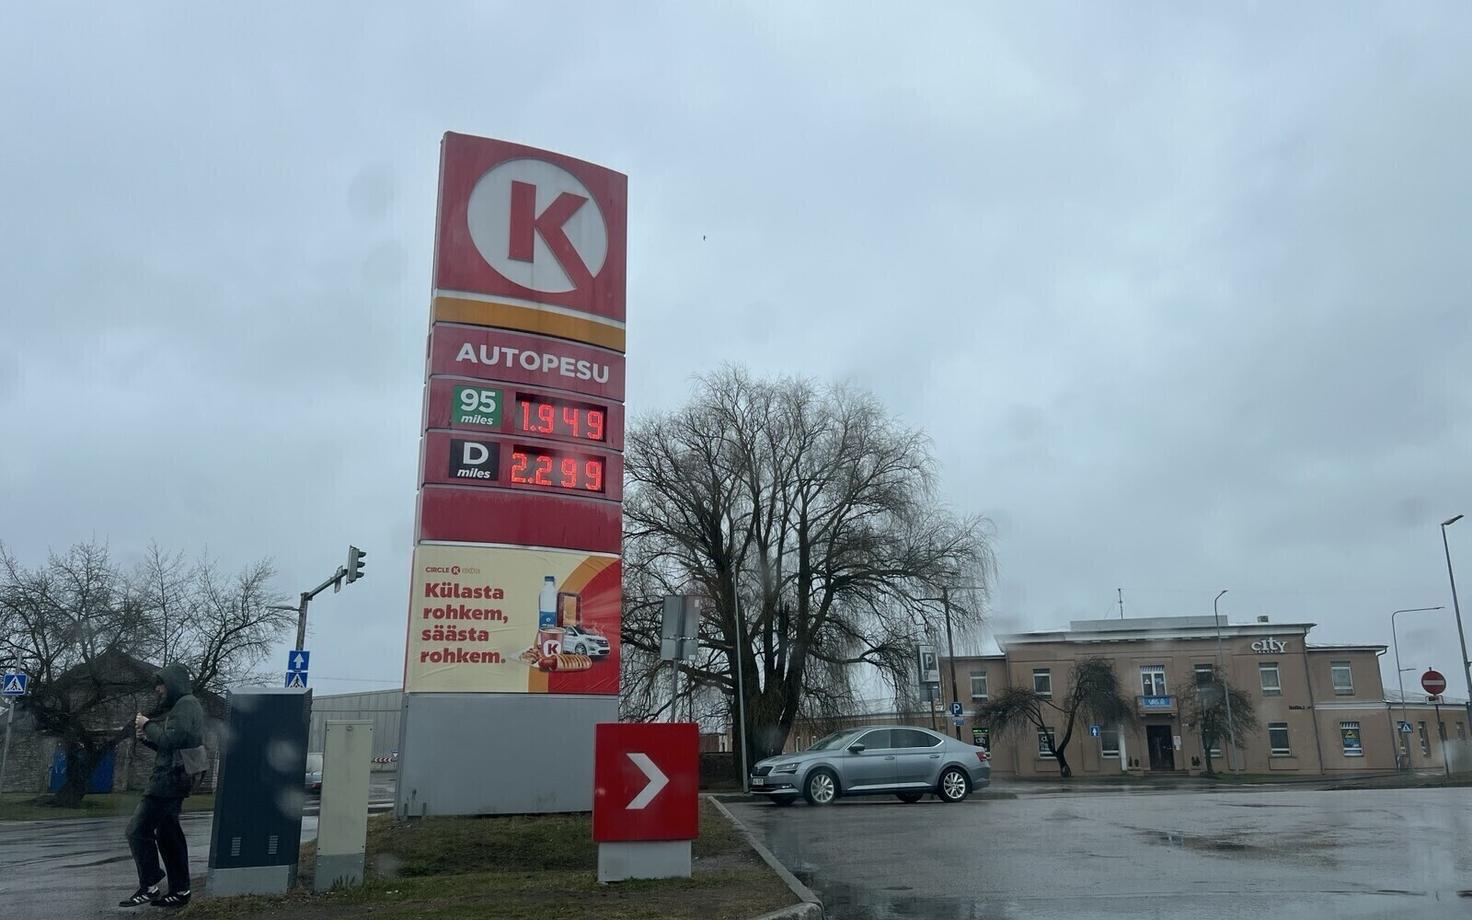 K
AUTOPESU
95
miles
1.949
D
miles
2.299
CIRCLE K
Külasta
rohkem,
säästa
rohkem.
K
city
P
P